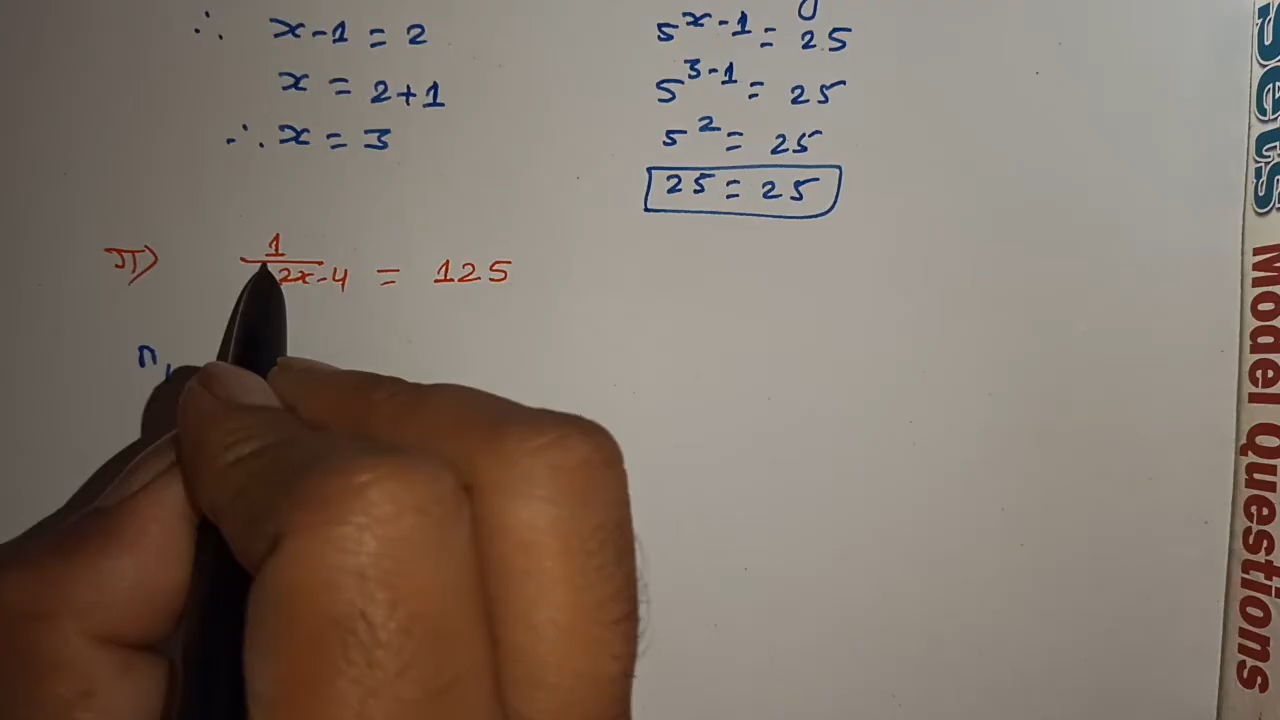 ∴ x-1 = 2
x = 2+1
∴ x = 3
5^{x-1} = 25
5^{3-1} = 25
5^2 = 25
25 = 25
ग) 1/2x-4 = 125
Sets Model Questions